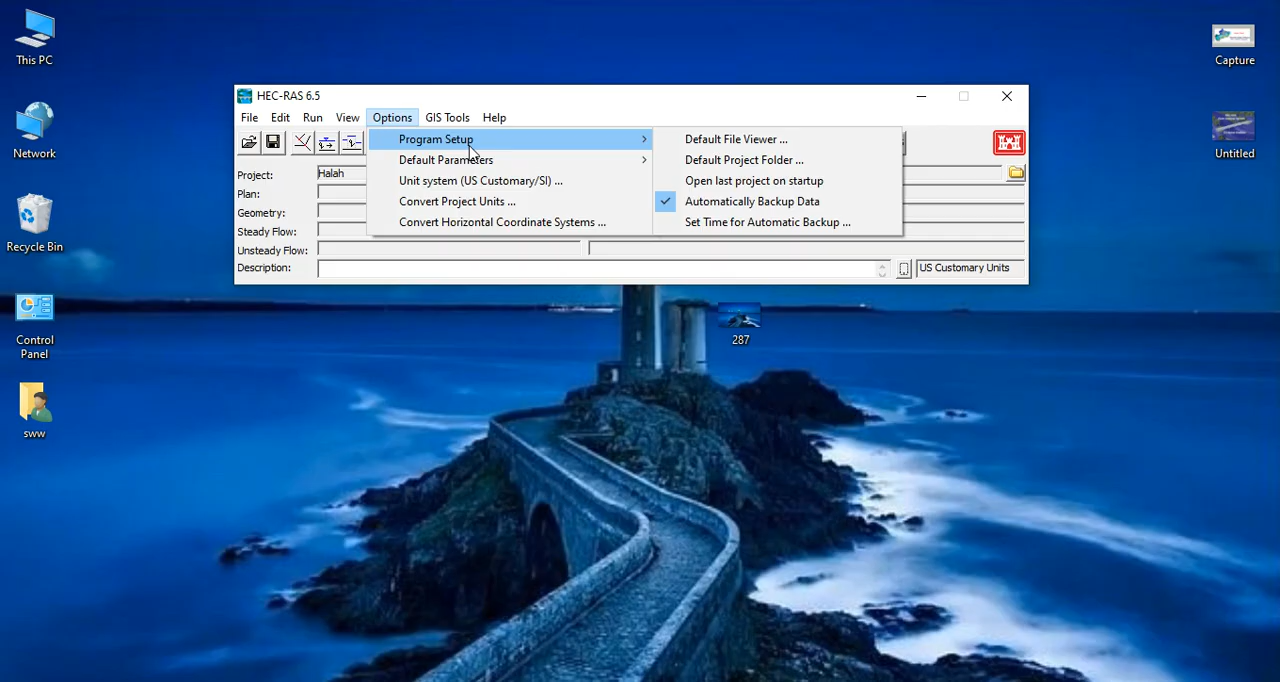 This PC
Network
Recycle Bin
Control
Panel
sww
HEC-RAS 6.5
File Edit Run View Options GIS Tools Help
Program Setup
Default Parameters
Unit system (US Customary/SI) ...
Convert Project Units ...
Convert Horizontal Coordinate Systems ...
Default File Viewer ...
Default Project Folder ...
Open last project on startup
Automatically Backup Data
Set Time for Automatic Backup ...
Project: Halah
Plan:
Geometry:
Steady Flow:
Unsteady Flow:
Description:
US Customary Units
287
Capture
Untitled